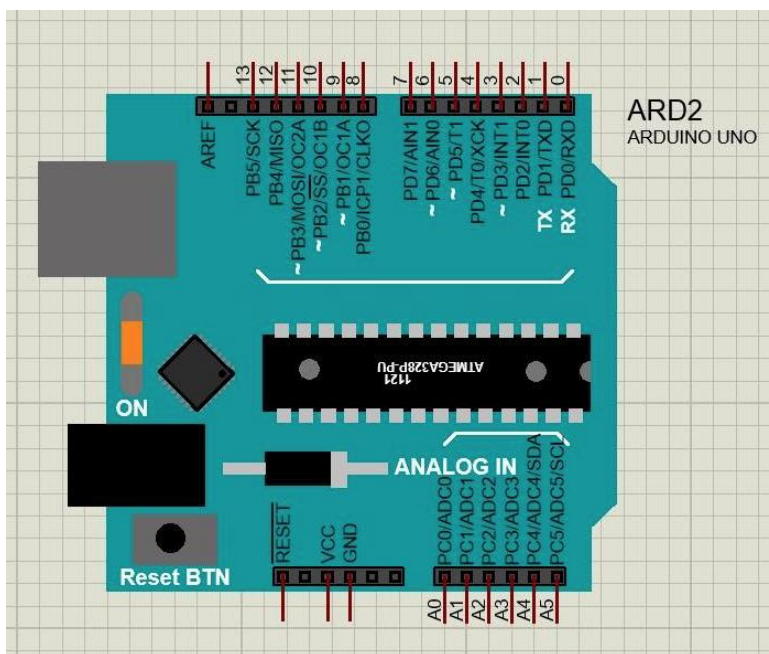 13
12
11
10
9
8
7
6
5
4
3
2
1
0
AREF
PB5/SCK
PB4/MISO
~PB3/MOSI/OC2A
~PB2/SS/OC1B
~PB1/OC1A
PB0/ICP1/CLKO
PD7/AIN1
~PD6/AIN0
~PD5/T1
PD4/T0/XCK
~PD3/INT1
PD2/INT0
TX PD1/TXD
RX PD0/RXD
ARD2
ARDUINO UNO
1121
ATMEGA328P-PU
ON
ANALOG IN
Reset BTN
RESET
VCC
GND
PC0/ADC0
PC1/ADC1
PC2/ADC2
PC3/ADC3
PC4/ADC4/SDA
PC5/ADC5/SCL
A0
A1
A2
A3
A4
A5